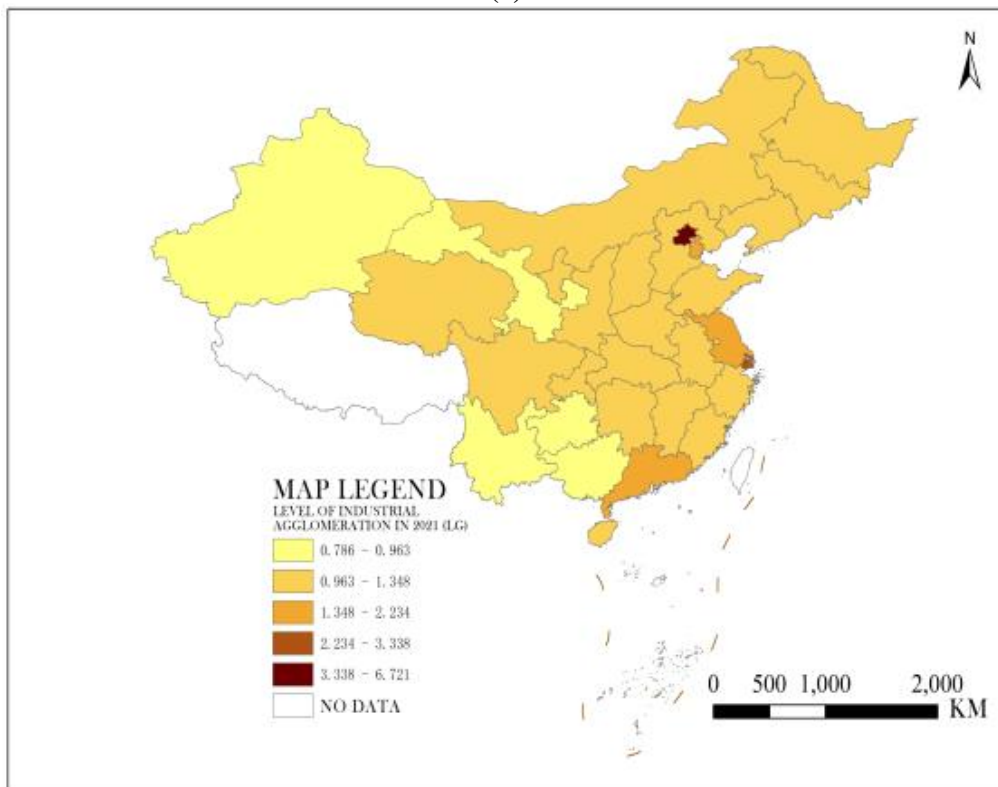 N
MAP LEGEND
LEVEL OF INDUSTRIAL
AGGLOMERATION IN 2021 (LG)
0.786 - 0.963
0.963 - 1.348
1.348 - 2.234
2.234 - 3.338
3.338 - 6.721
NO DATA
0 500 1,000 2,000
KM